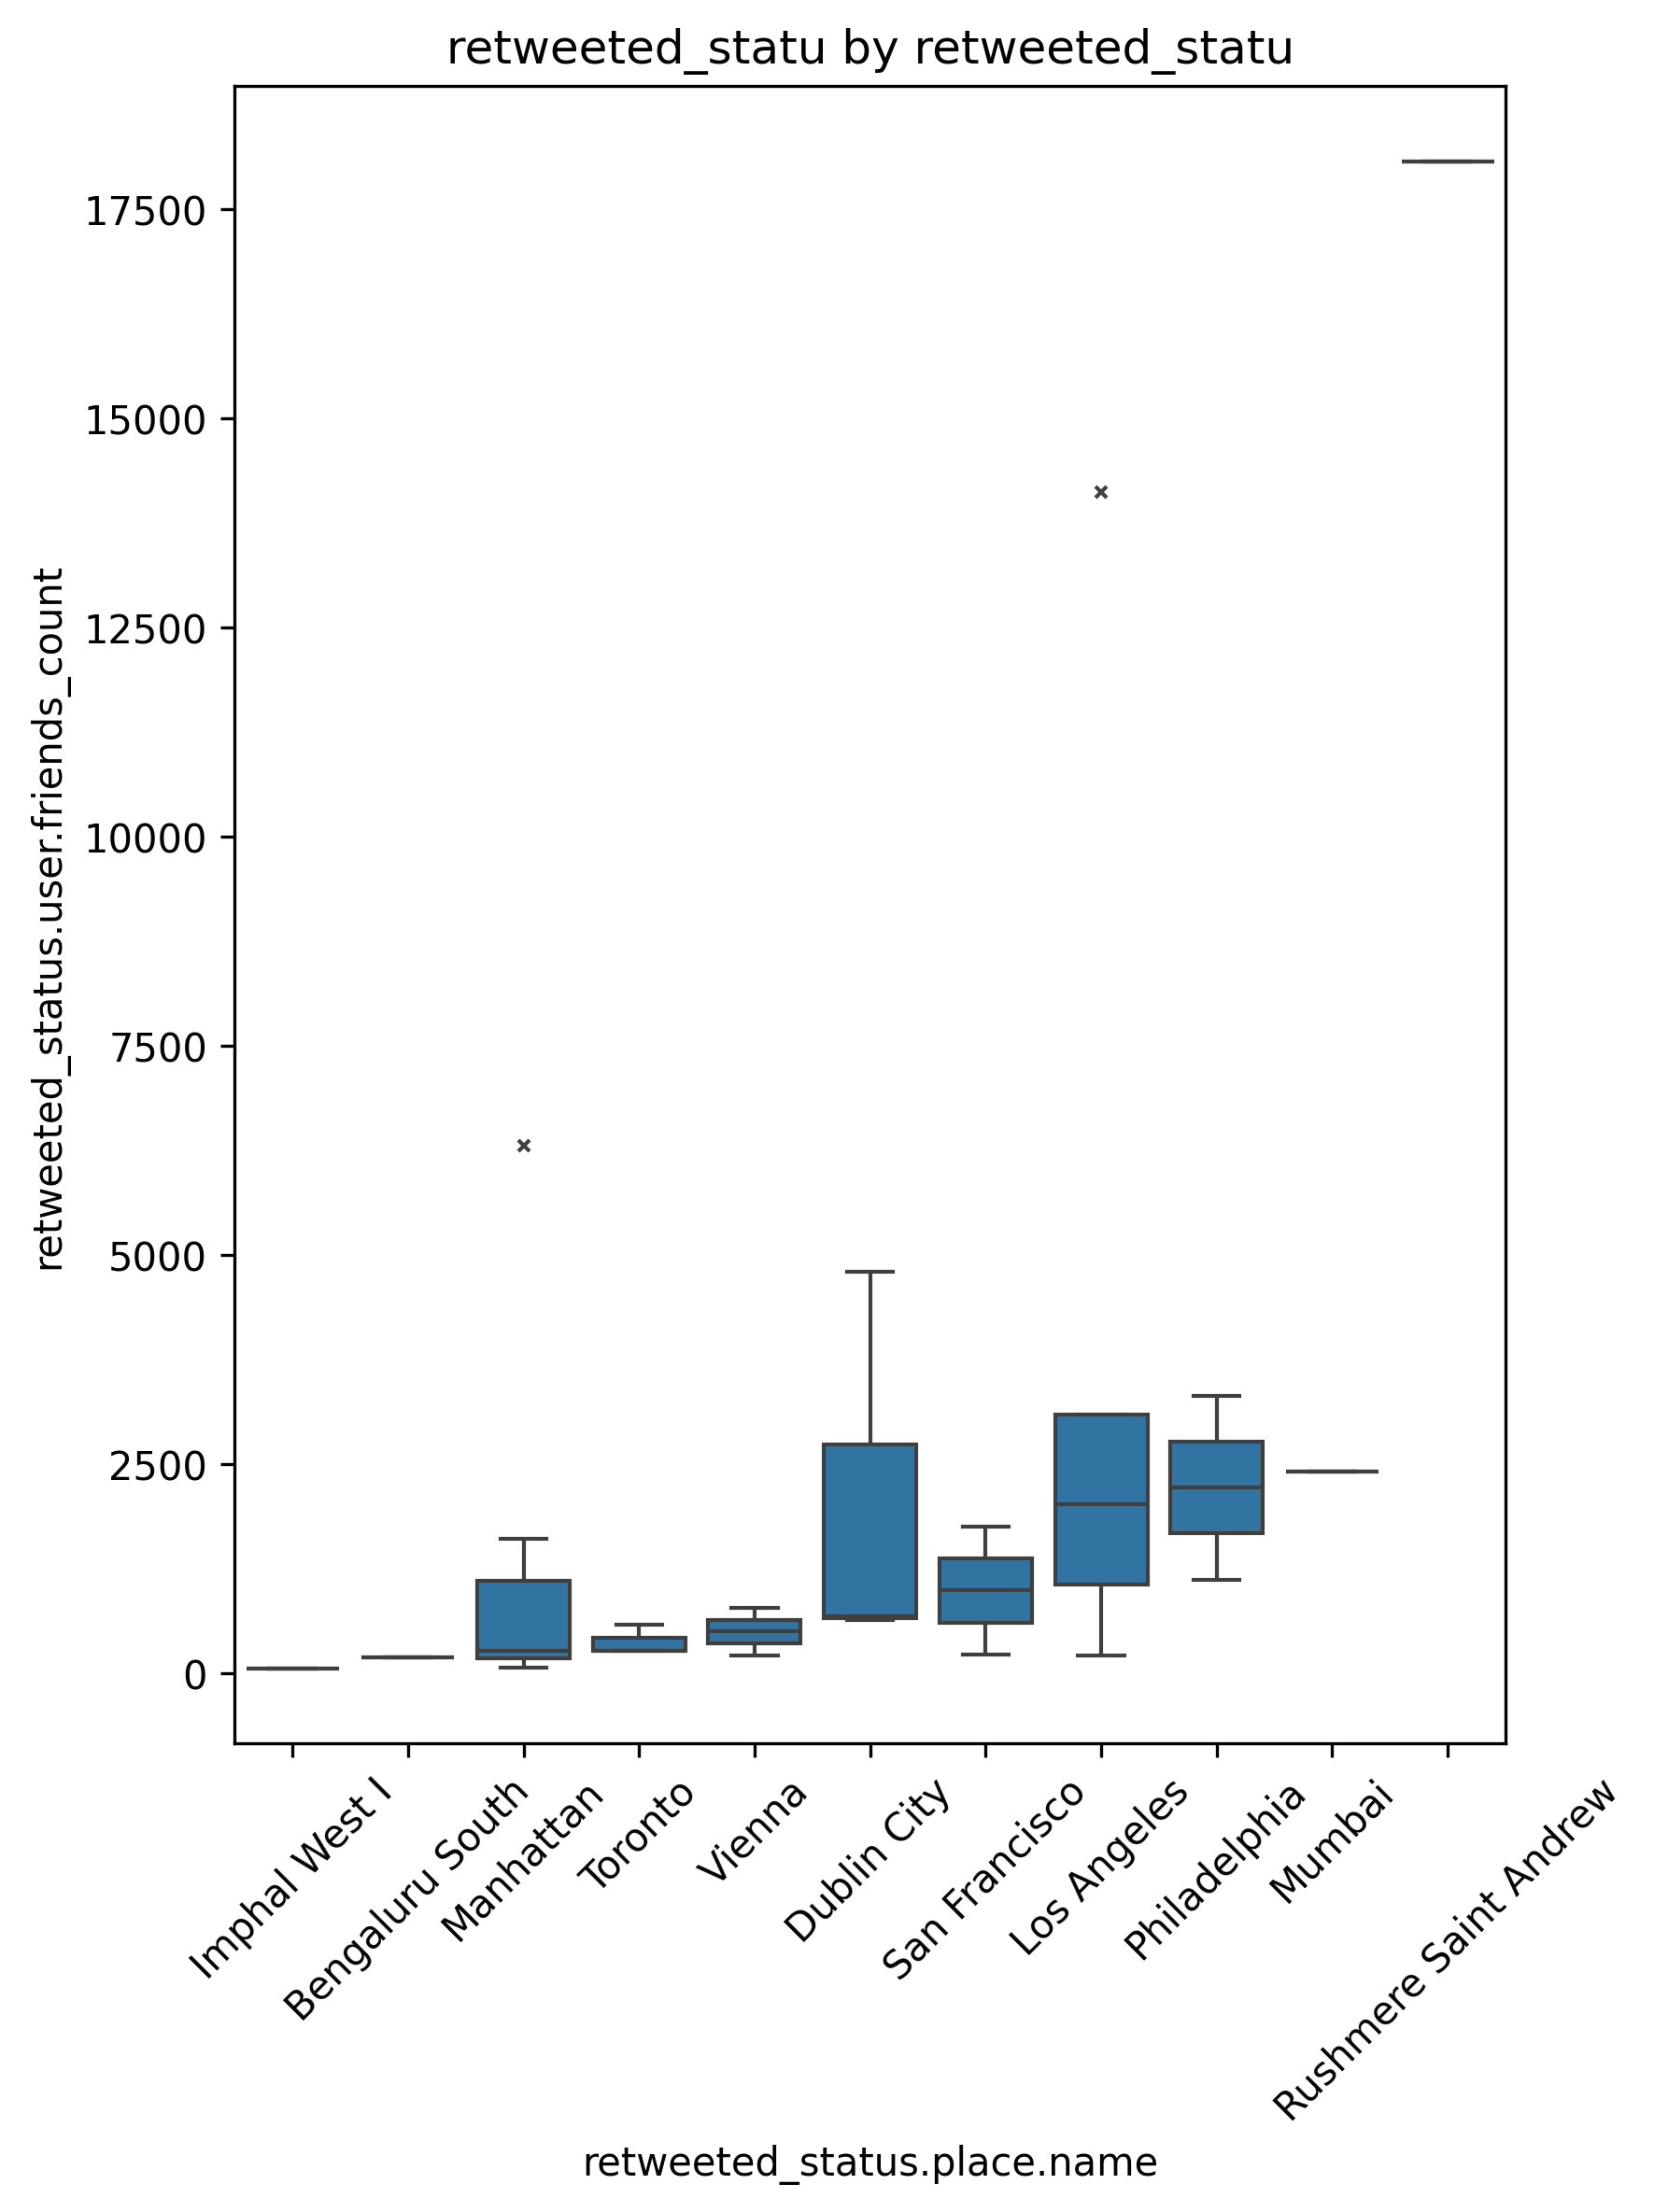 retweeted_statu by retweeted_statu
retweeted_status.user.friends_count
17500
15000
12500
10000
7500
5000
2500
0
Imphal West I
Bengaluru South
Manhattan
Toronto
Vienna
Dublin City
San Francisco
Los Angeles
Philadelphia
Mumbai
Rushmere Saint Andrew
retweeted_status.place.name